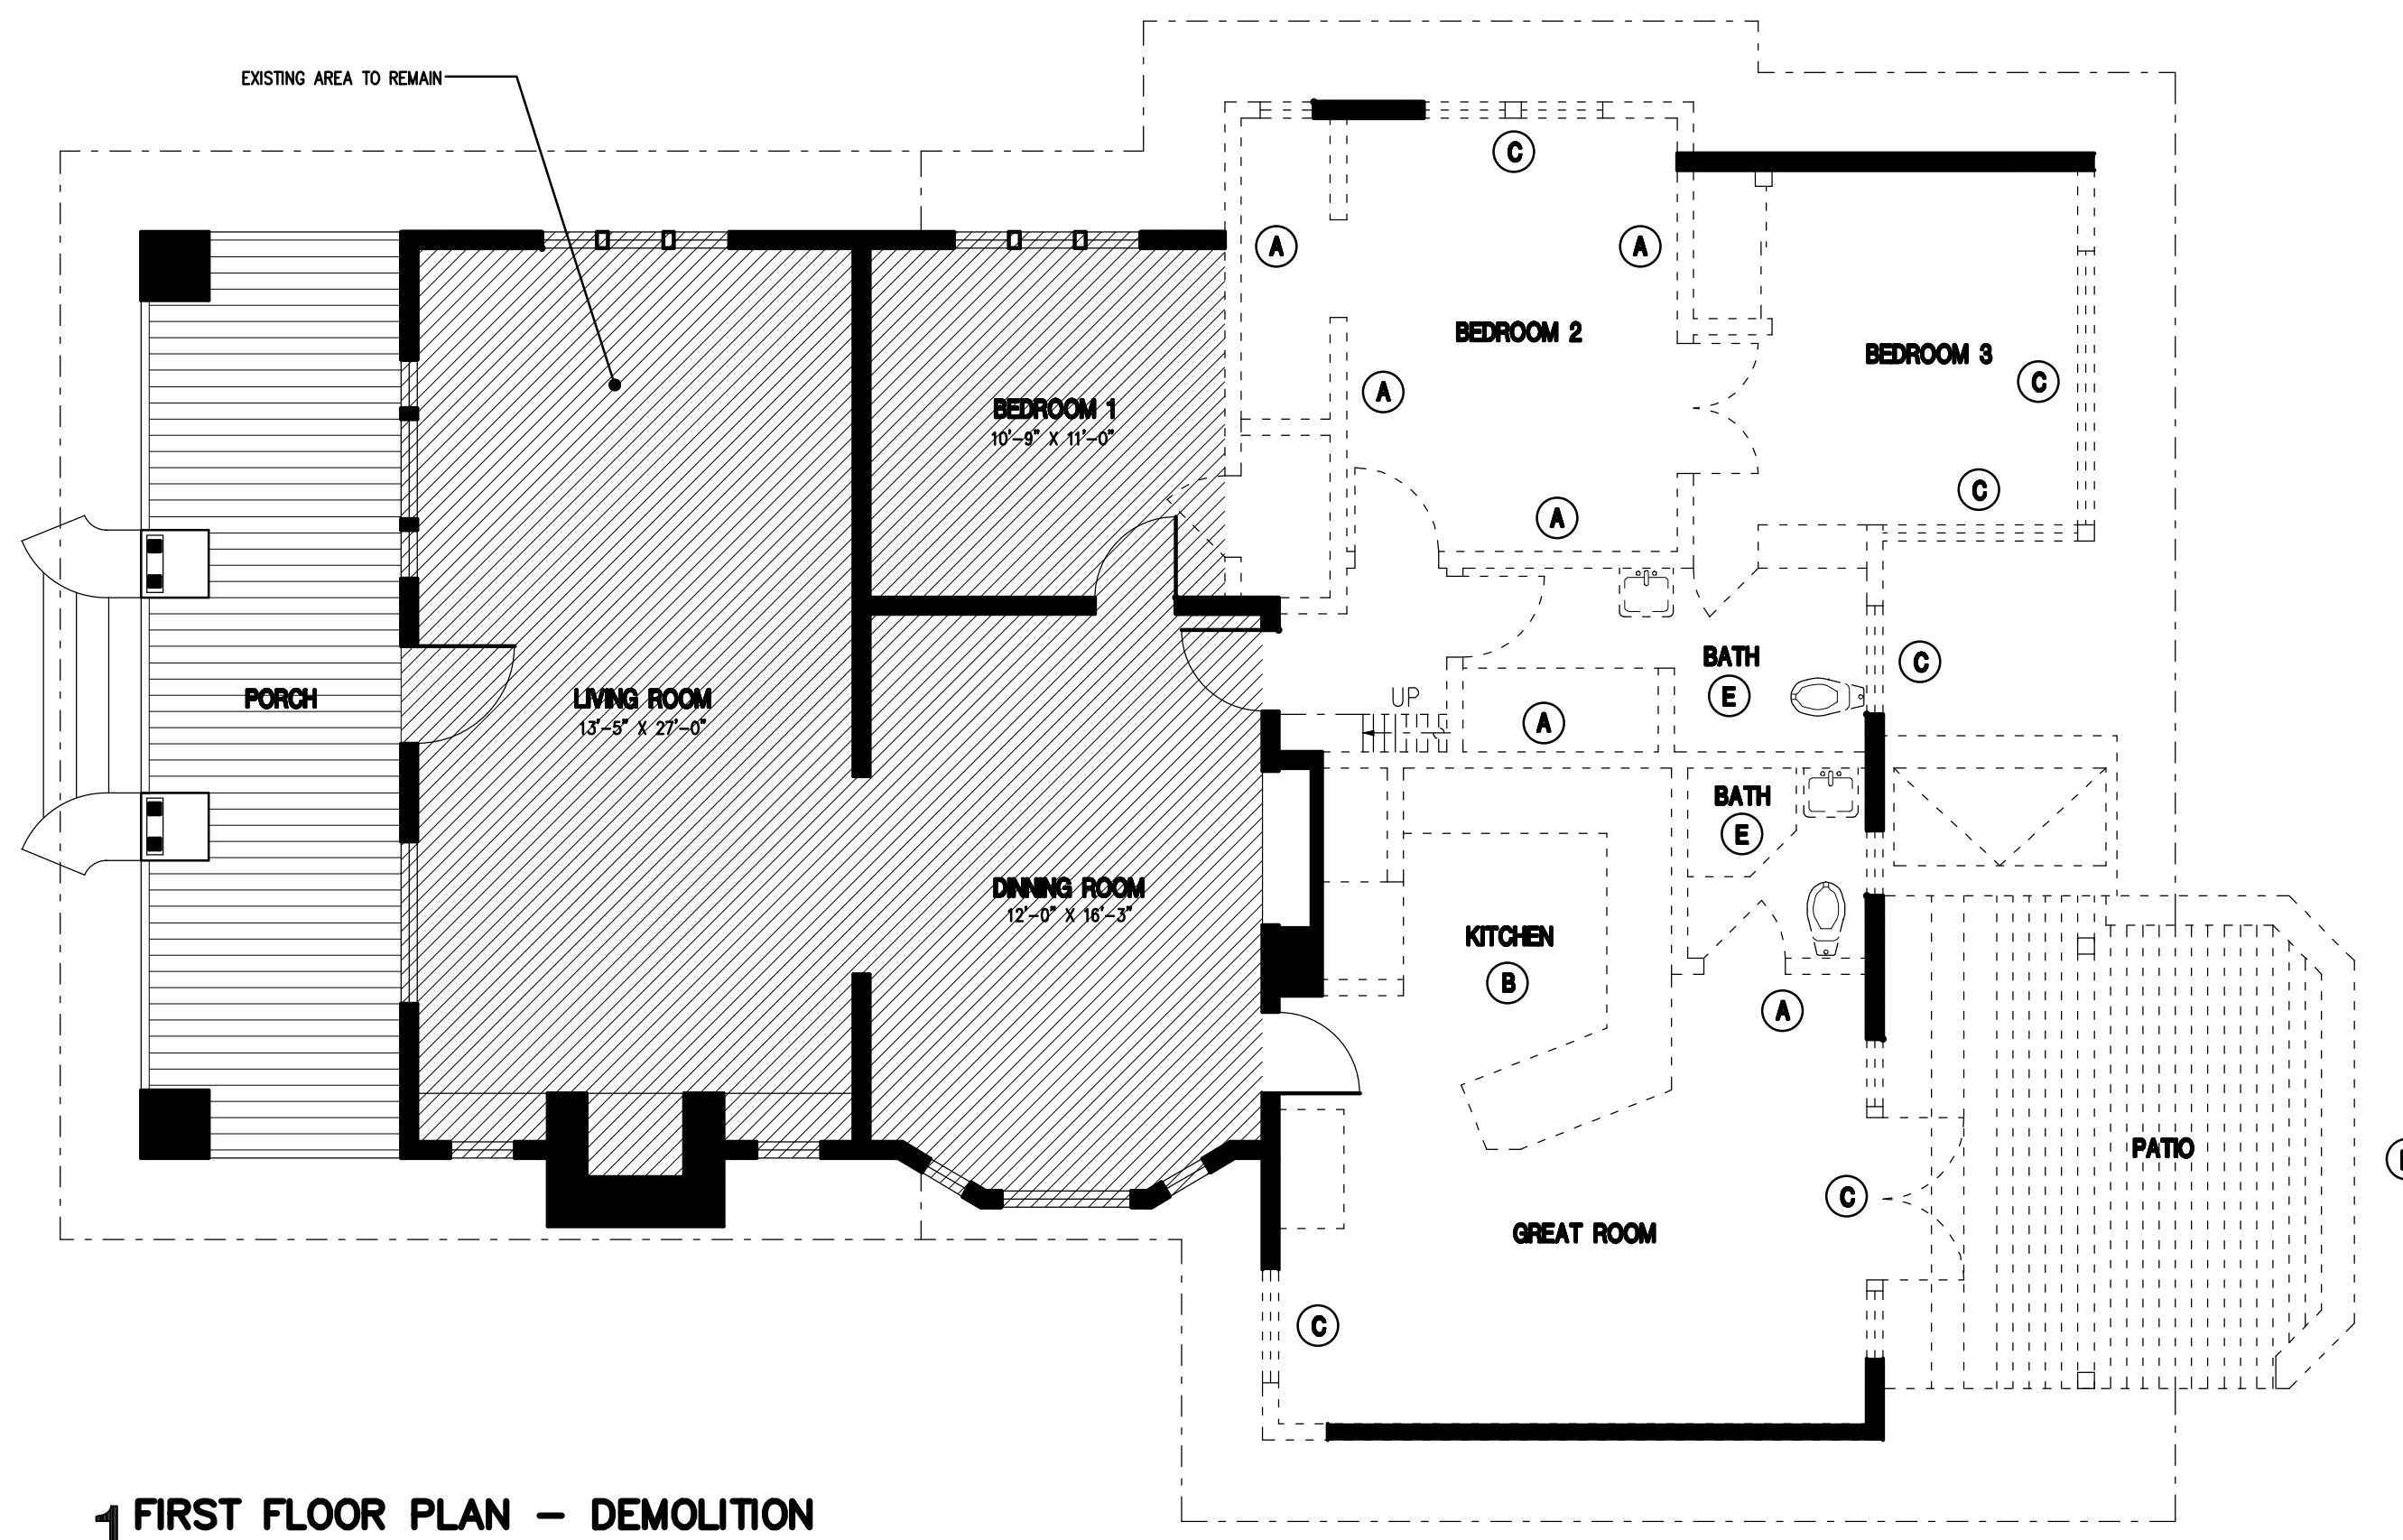 EXISTING AREA TO REMAIN
C
A
A
BEDROOM 2
BEDROOM 3
C
A
BEDROOM 1
10'-9" X 11'-0"
C
A
BATH
E
C
UP
A
PORCH
LIVING ROOM
13'-5" X 27'-0"
BATH
E
DINNING ROOM
12'-0" X 16'-3"
KITCHEN
B
A
PATIO
C
GREAT ROOM
C
1 FIRST FLOOR PLAN - DEMOLITION